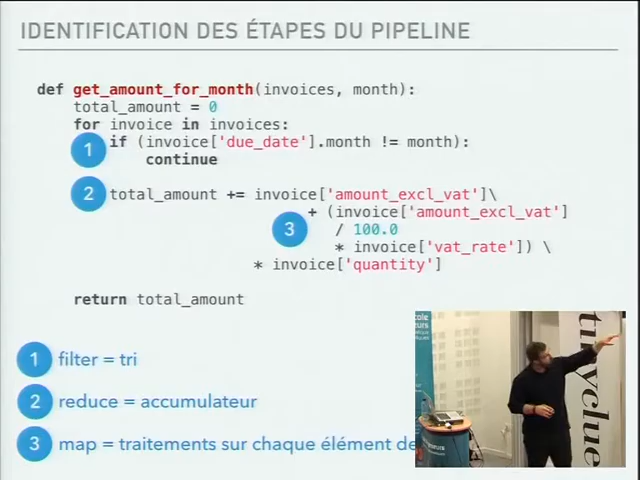 IDENTIFICATION DES ÉTAPES DU PIPELINE
def get_amount_for_month(invoices, month):
total_amount = 0
for invoice in invoices:
1 if (invoice['due_date'].month != month):
continue
2 total_amount += invoice['amount_excl_vat']\
+ (invoice['amount_excl_vat']
3 / 100.0
* invoice['vat_rate']) \
* invoice['quantity']
return total_amount
1 filter = tri
2 reduce = accumulateur
3 map = traitements sur chaque élément de
tinyclue